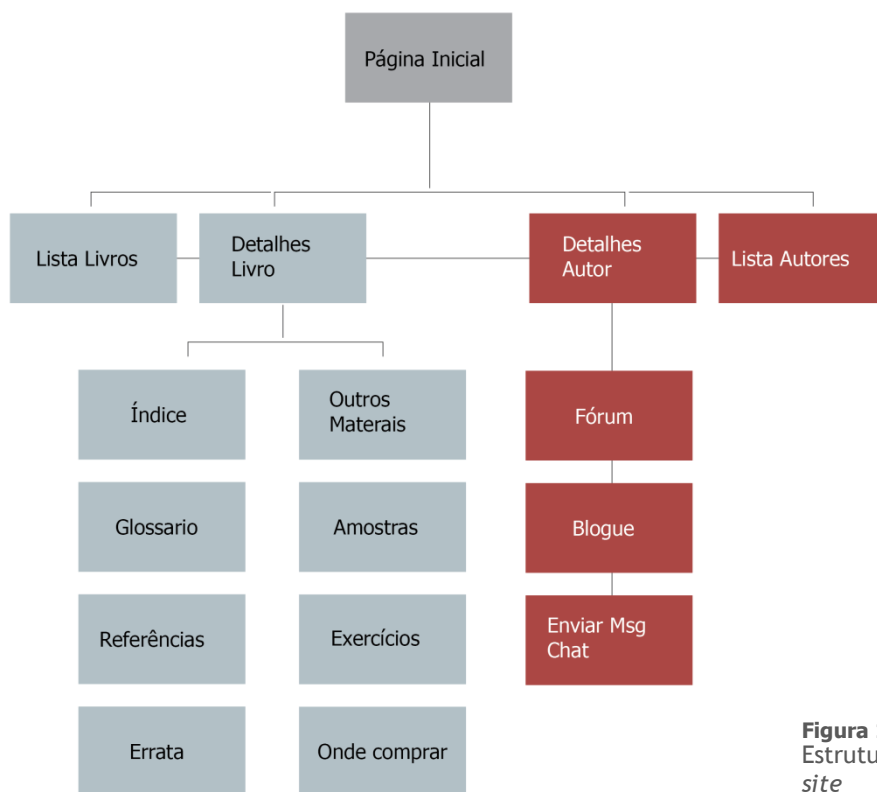 Página Inicial
Lista Livros
Detalhes
Livro
Detalhes
Autor
Lista Autores
Índice
Outros
Materais
Fórum
Glossario
Amostras
Blogue
Referências
Exercícios
Enviar Msg
Chat
Errata
Onde comprar
Figura
site